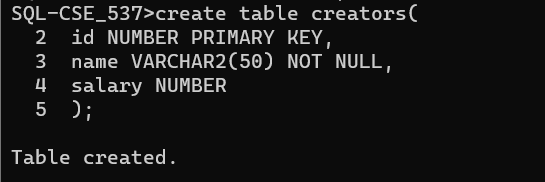 SQL-CSE_537>create table creators(
2 id NUMBER PRIMARY KEY,
3 name VARCHAR2(50) NOT NULL,
4 salary NUMBER
5 );
Table created.